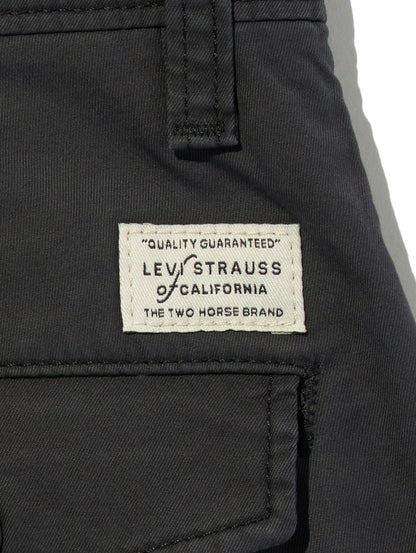 "QUALITY GUARANTEED"
LEVI STRAUSS
of CALIFORNIA
THE TWO HORSE BRAND